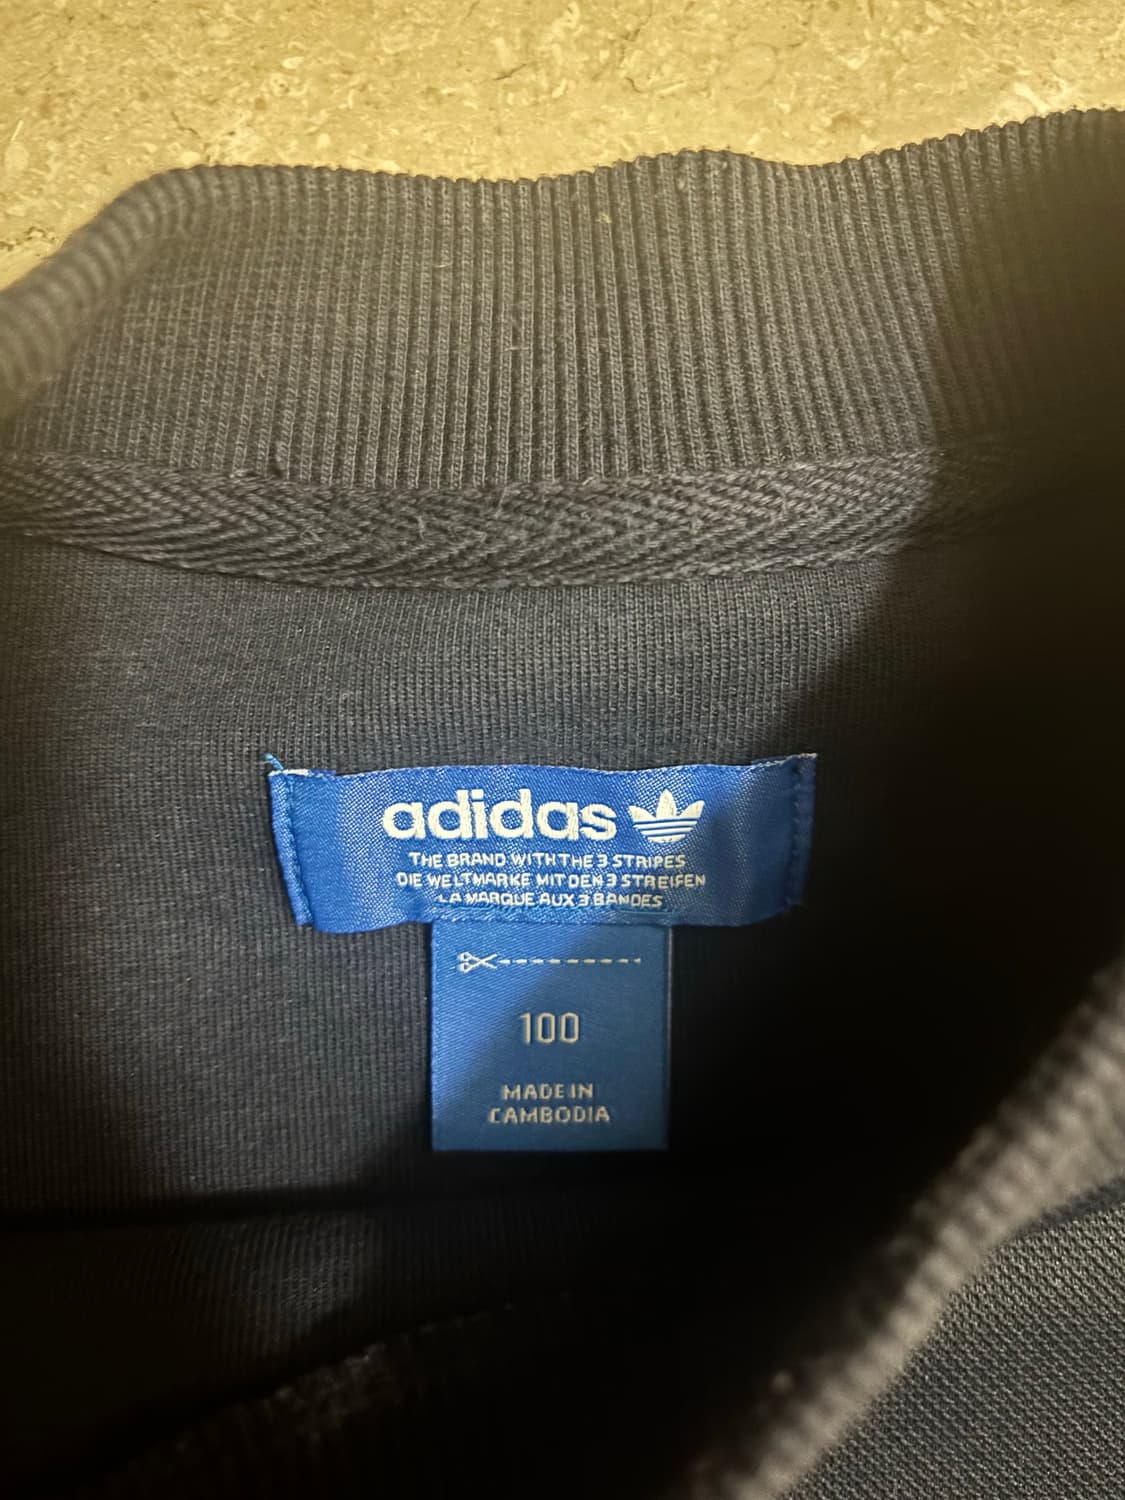 adidas
THE BRAND WITH THE 3 STRIPES
DIE WELTMARKE MIT DEN 3 STREIFEN
LA MARQUE AUX 3 BANDES
100
MADE IN
CAMBODIA